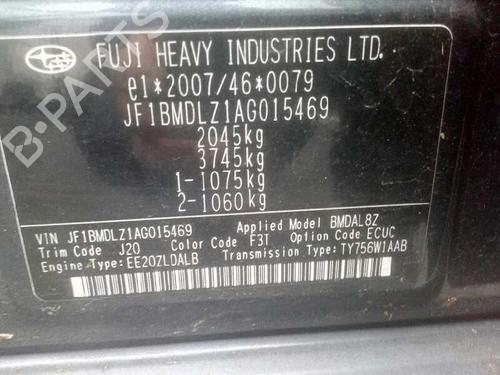 FUJI HEAVY INDUSTRIES LTD.
e1*2007/46*0079
JF1BMDLZ1AG015469
2045kg
3745kg
1-1075kg
2-1060kg
VIN JF1BMDLZ1AG015469 Applied Model BMDAL8Z
Trim Code J20 Color Code F3T Option Code ECUC
Engine Type:EE20ZLDALB Transmission Type:TY756W1AAB
B-PARTS